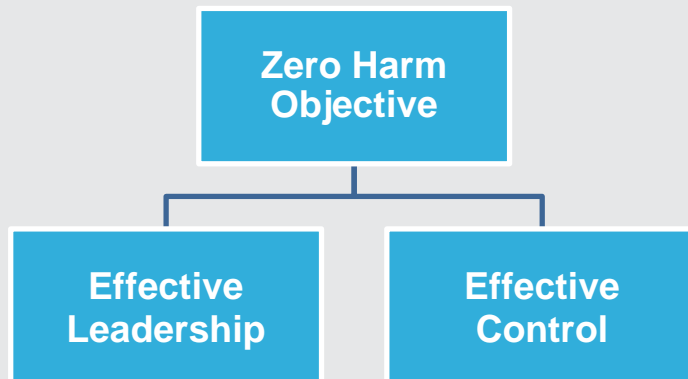 Zero Harm
Objective
Effective
Leadership
Effective
Control